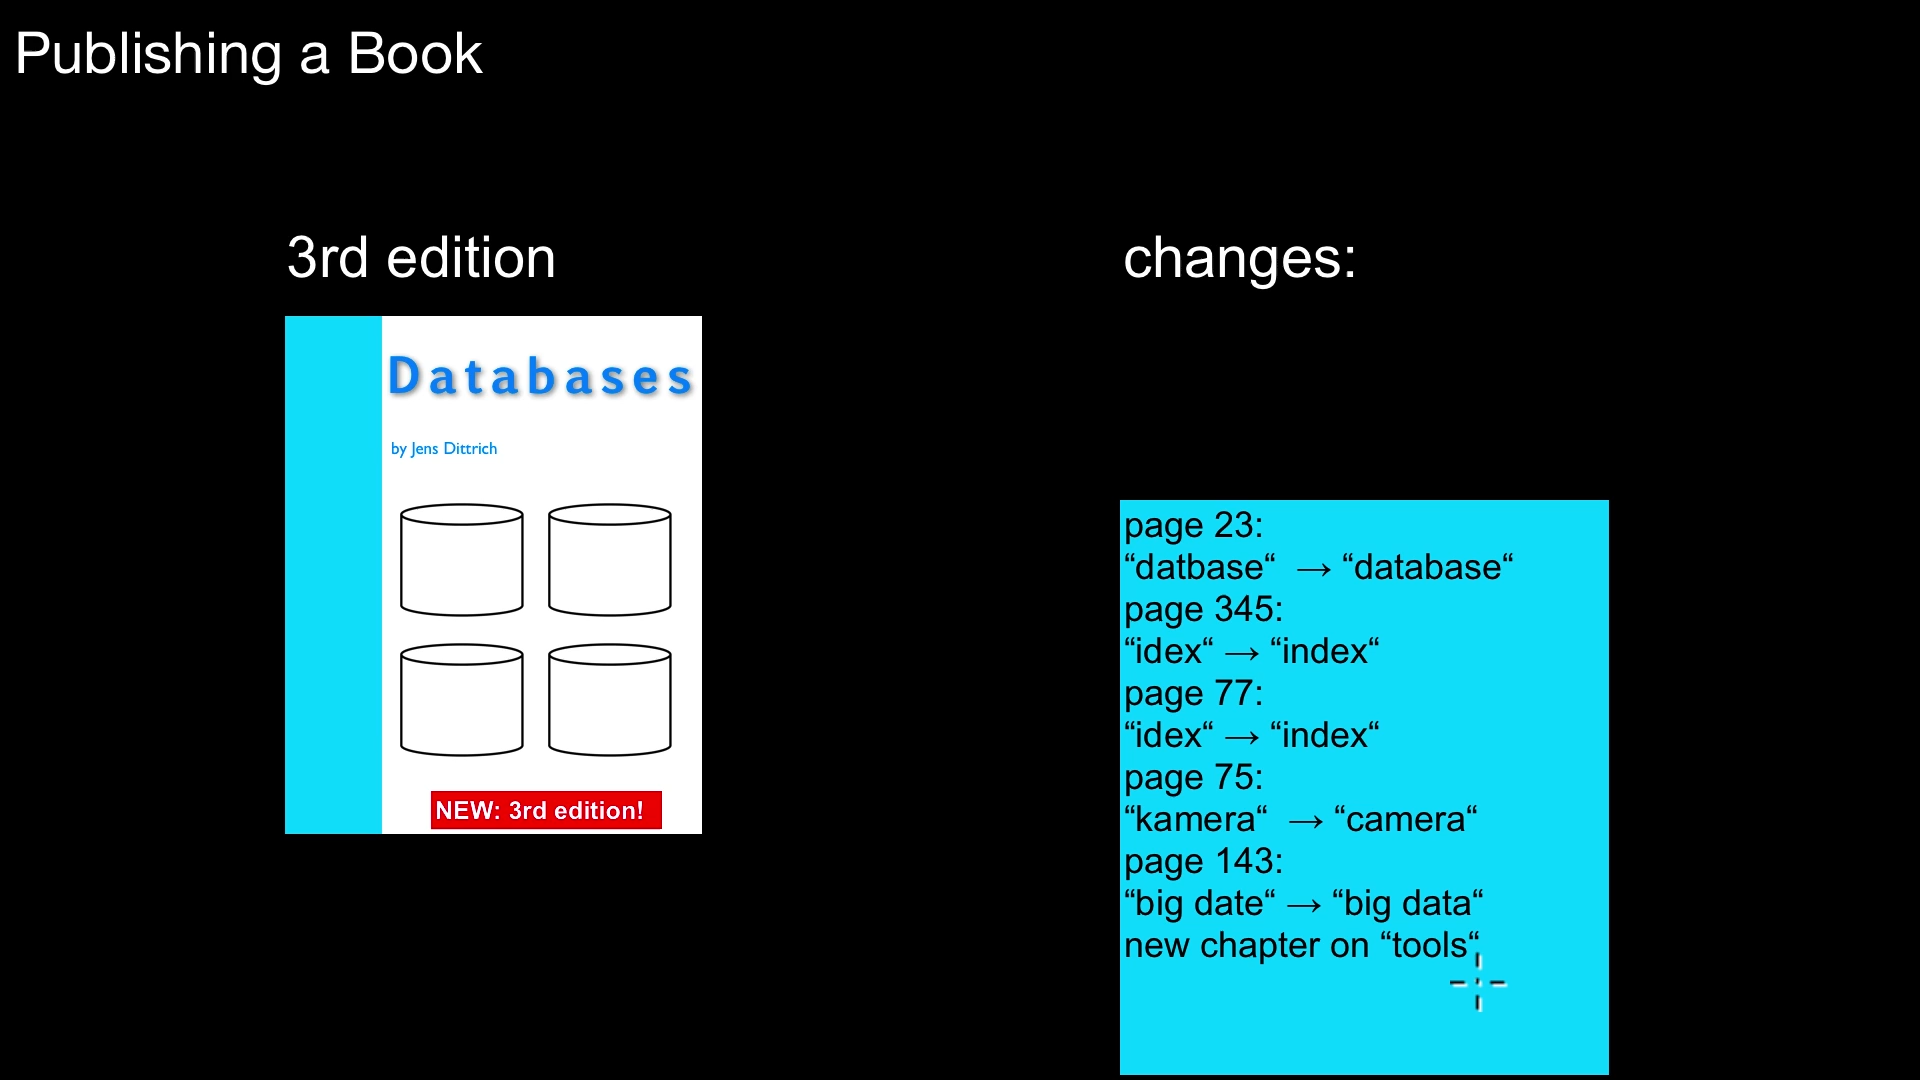 Publishing a Book
3rd edition
changes:
Databases
by Jens Dittrich
NEW: 3rd edition!
page 23:
“datbase“ → “database“
page 345:
“idex“ → “index“
page 77:
“idex“ → “index“
page 75:
“kamera“ → “camera“
page 143:
“big date“ → “big data“
new chapter on “tools“